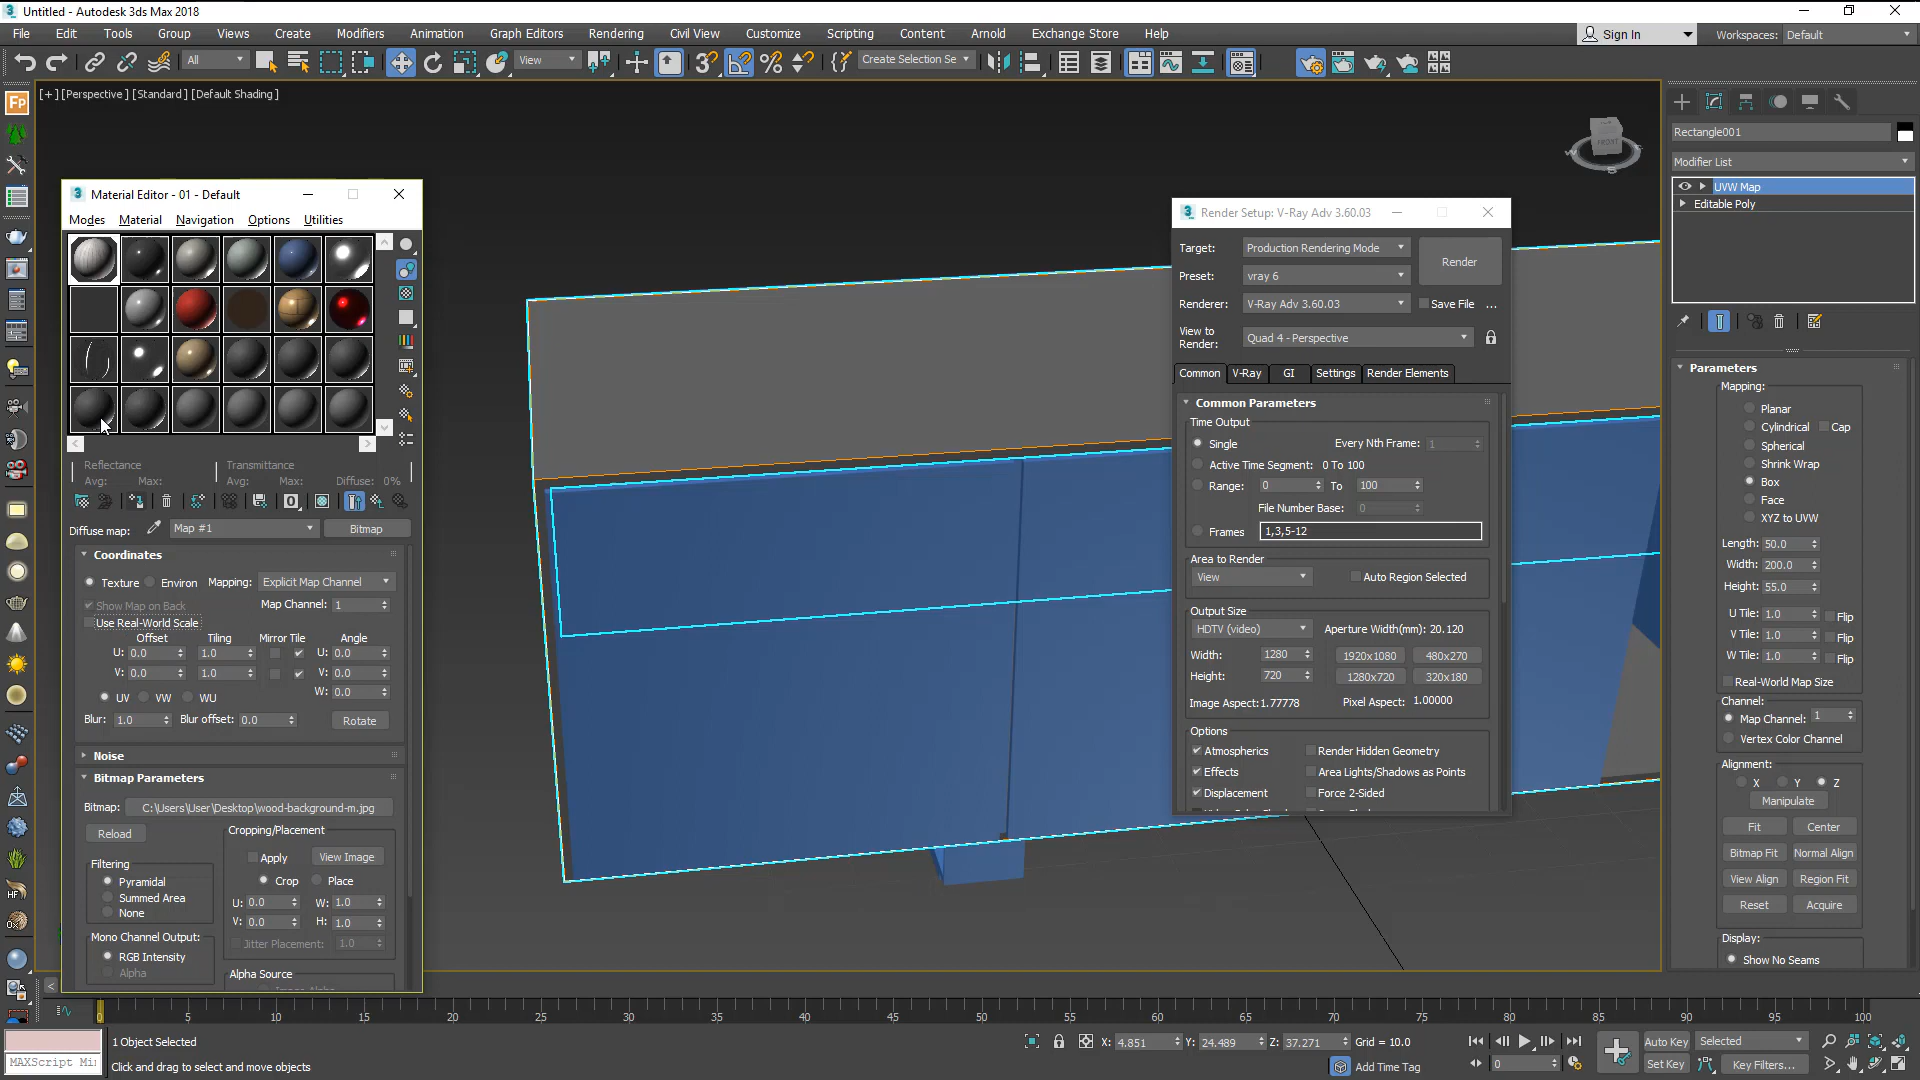 Untitled - Autodesk 3ds Max 2018
File Edit Tools Group Views Create Modifiers Animation Graph Editors Rendering Civil View Customize Scripting Content Arnold Exchange Store Help
Sign In Workspaces: Default
All View Create Selection Se
[+] [Perspective] [Standard] [Default Shading]
Material Editor - 01 - Default
Modes Material Navigation Options Utilities
Reflectance Transmittance
Avg: Max: Avg: Max: Diffuse: 0%
Diffuse map: Map #1 Bitmap
Coordinates
Texture Environ Mapping: Explicit Map Channel
Show Map on Back Map Channel: 1
Use Real-World Scale
Offset Tiling Mirror Tile Angle
U: 0.0 1.0 U: 0.0
V: 0.0 1.0 V: 0.0
UV VW WU W: 0.0
Blur: 1.0 Blur offset: 0.0 Rotate
Noise
Bitmap Parameters
Bitmap: C:\Users\User\Desktop\wood-background-m.jpg
Reload Cropping/Placement
Apply View Image
Filtering
Pyramidal Crop Place
Summed Area U: 0.0 W: 1.0
None V: 0.0 H: 1.0
Mono Channel Output: Jitter Placement: 1.0
RGB Intensity
Alpha Alpha Source
Render Setup: V-Ray Adv 3.60.03
Target: Production Rendering Mode Render
Preset: vray 6
Renderer: V-Ray Adv 3.60.03 Save File ...
View to Render: Quad 4 - Perspective
Common V-Ray GI Settings Render Elements
Common Parameters
Time Output
Single Every Nth Frame: 1
Active Time Segment: 0 To 100
Range: 0 To 100
File Number Base: 0
Frames 1,3,5-12
Area to Render
View Auto Region Selected
Output Size
HDTV (video) Aperture Width(mm): 20.120
Width: 1280 1920x1080 480x270
Height: 720 1280x720 320x180
Image Aspect:1.77778 Pixel Aspect: 1.00000
Options
Atmospherics Render Hidden Geometry
Effects Area Lights/Shadows as Points
Displacement Force 2-Sided
FRONT
Rectangle001
Modifier List
UVW Map
Editable Poly
Parameters
Mapping:
Planar
Cylindrical Cap
Spherical
Shrink Wrap
Box
Face
XYZ to UVW
Length: 50.0
Width: 200.0
Height: 55.0
U Tile: 1.0 Flip
V Tile: 1.0 Flip
W Tile: 1.0 Flip
Real-World Map Size
Channel:
Map Channel: 1
Vertex Color Channel
Alignment:
X Y Z
Manipulate
Fit Center
Bitmap Fit Normal Align
View Align Region Fit
Reset Acquire
Display:
Show No Seams
0 5 10 15 20 25 30 35 40 45 50 55 60 65 70 75 80 85 90 95 100
1 Object Selected X: 4.851 Y: 24.489 Z: 37.271 Grid = 10.0 Auto Key Selected
MAXScript Mi Click and drag to select and move objects Add Time Tag 0 Set Key Key Filters...